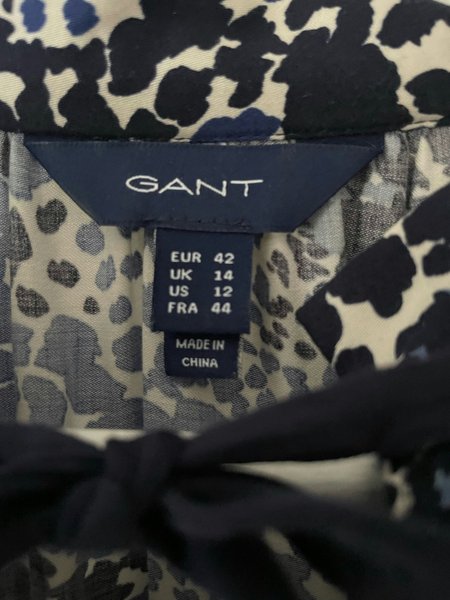 GANT
EUR 42
UK 14
US 12
FRA 44
MADE IN
CHINA